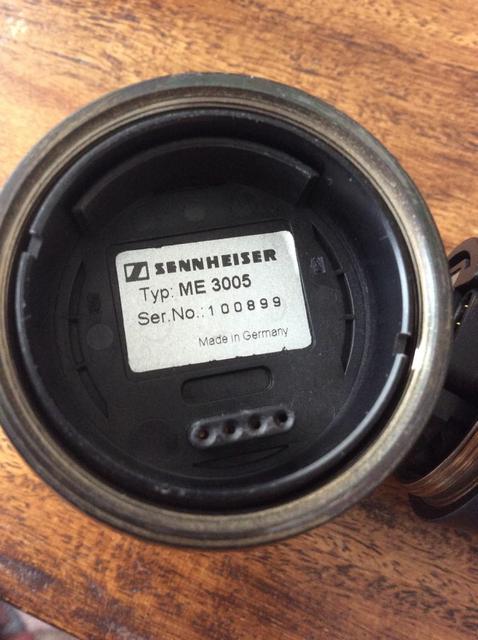 SENNHEISER
Typ: ME 3005
Ser.No.:100899
Made in Germany